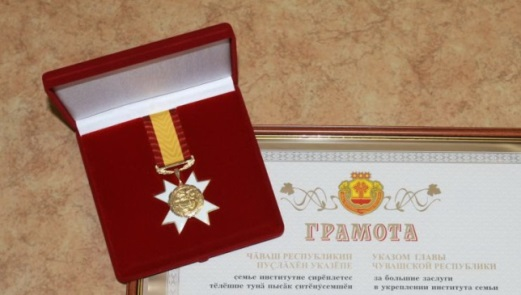 ГРАМОТА
ЧӐВАШ РЕСПУБЛИКИН
ПУҪЛӐХӖН УКАЗӖПЕ
семье институтне ҫирӗплетес
тӗлӗшпе тунӑ пысӑк
УКАЗОМ ГЛАВЫ
ЧУВАШСКОЙ РЕСПУБЛИКИ
за большие заслуги
в укреплении института семьи